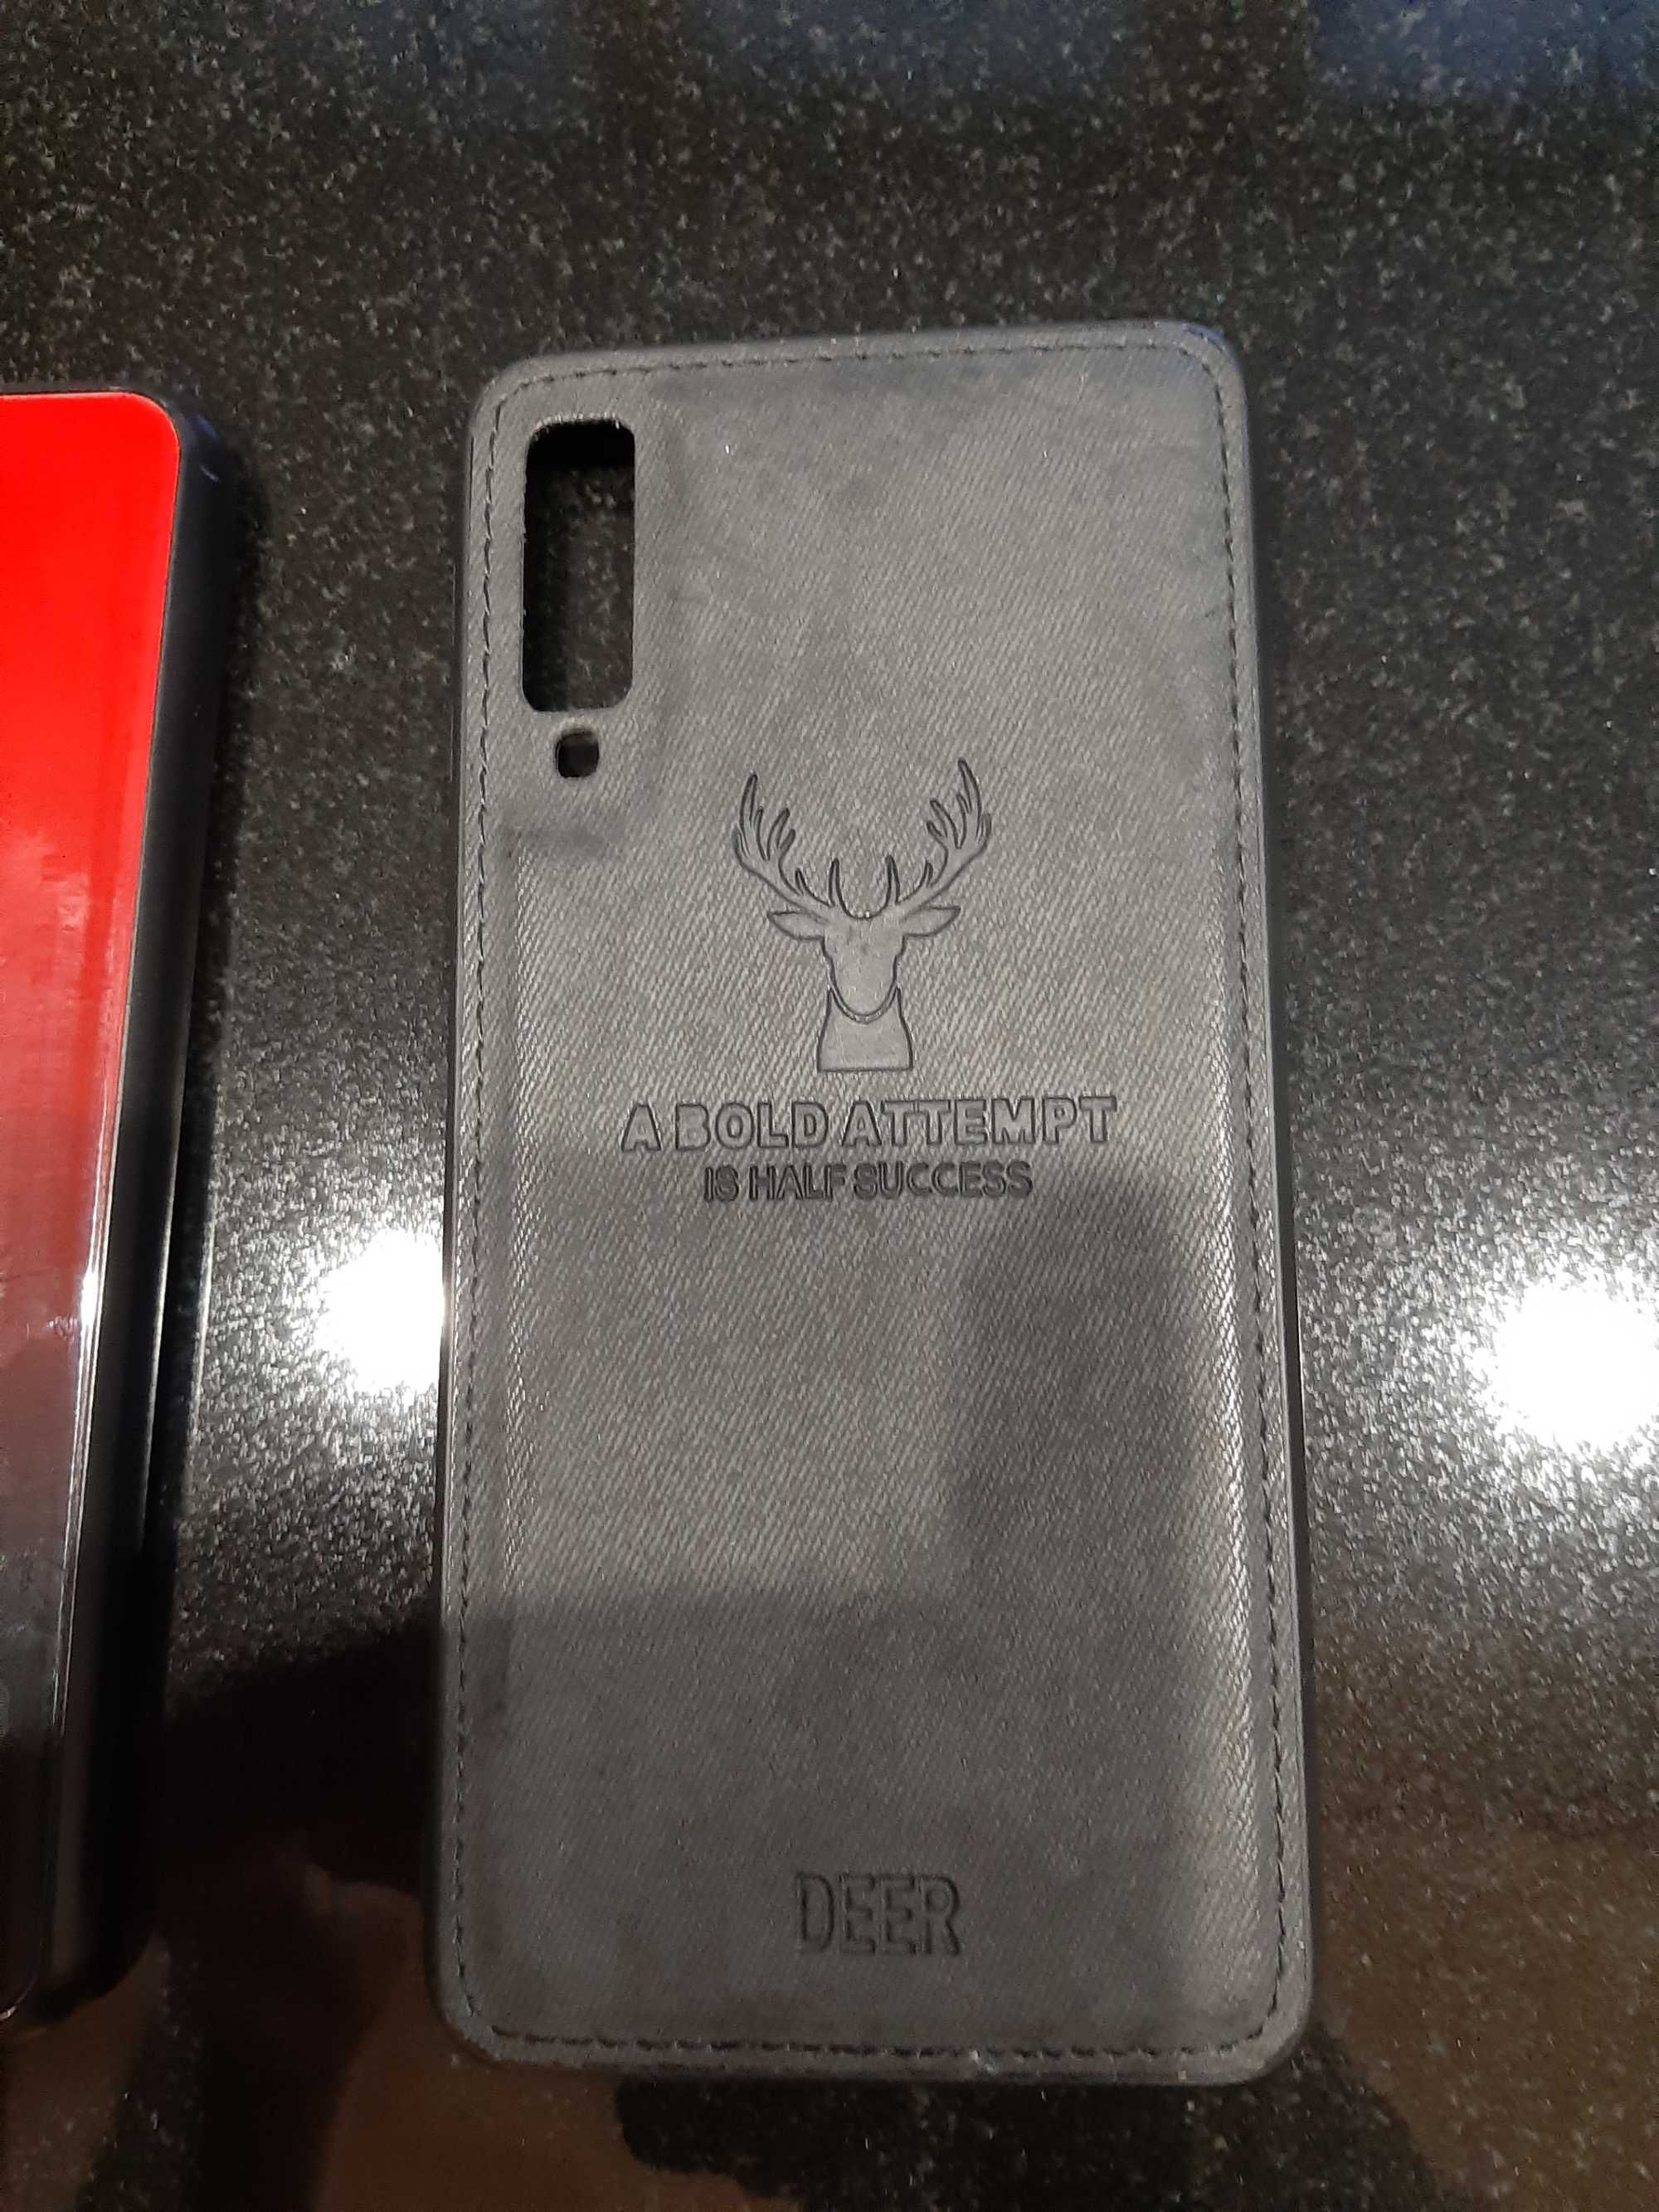 A BOLD ATTEMPT
IS HALF SUCCESS
DEER